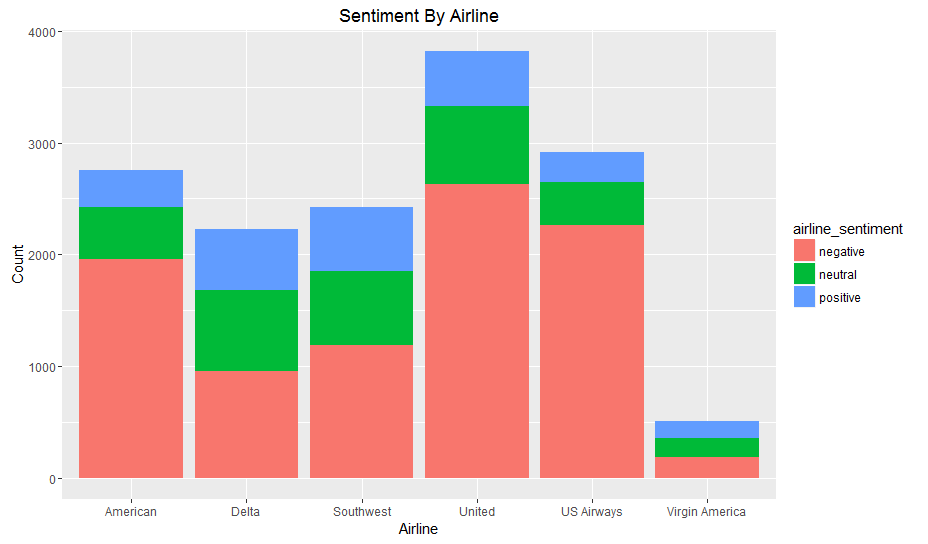 Sentiment By Airline
4000
3000
2000
1000
0
Count
American Delta Southwest United US Airways Virgin America
Airline
airline_sentiment
negative
neutral
positive